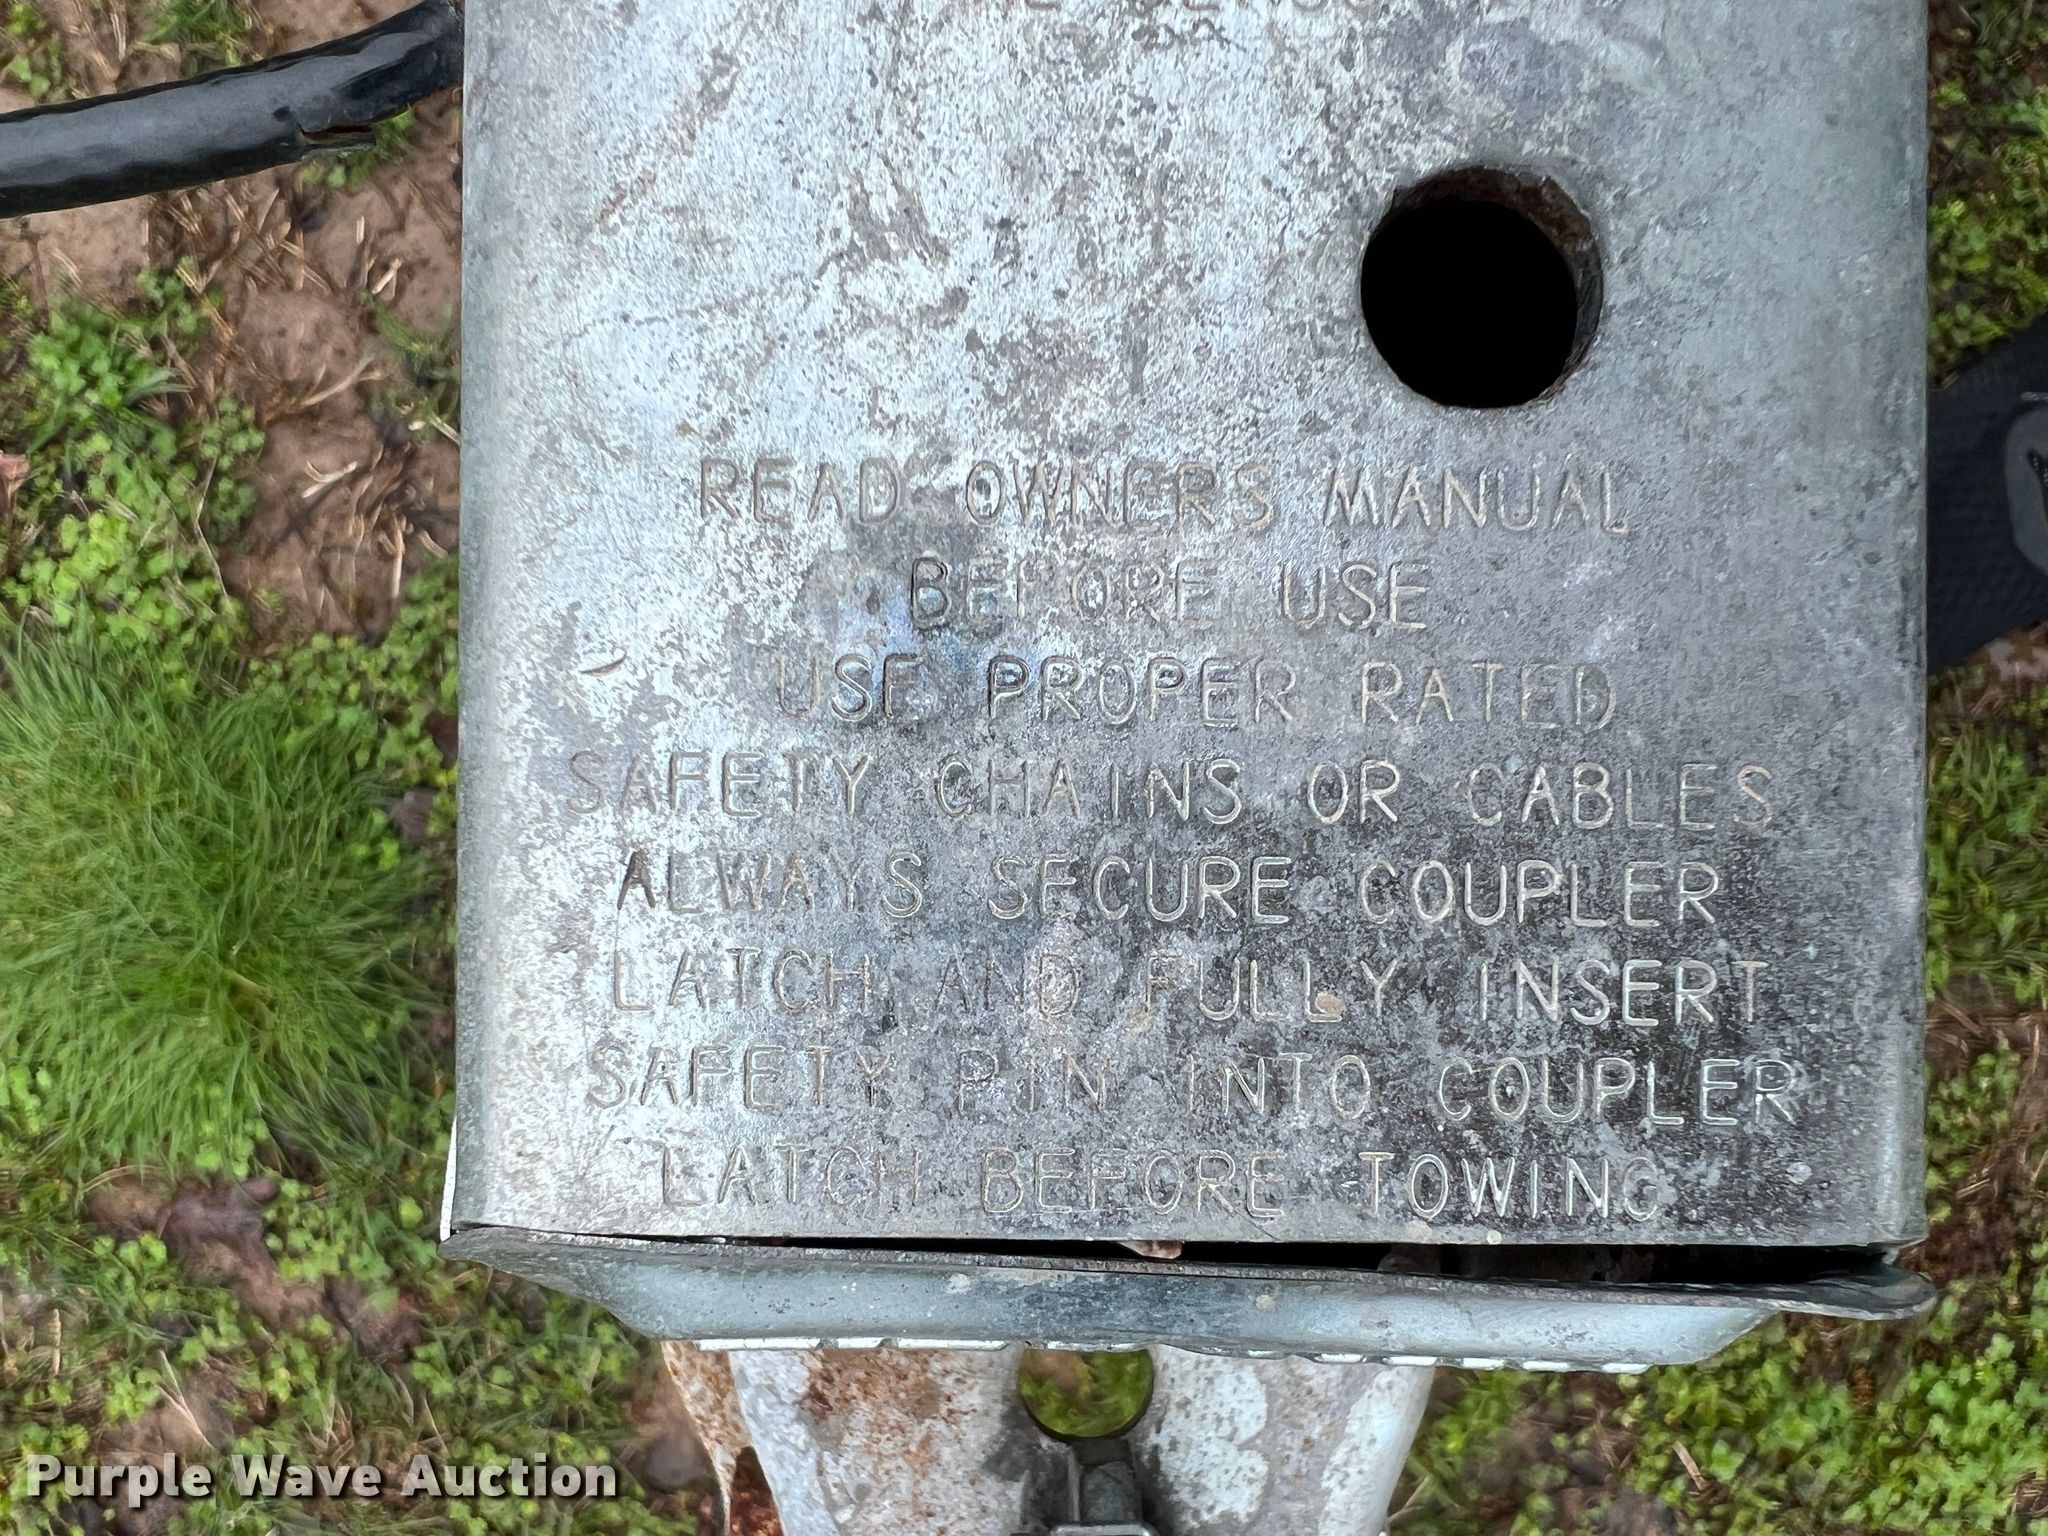 READ OWNERS MANUAL
BEFORE USE
USE PROPER RATED
SAFETY CHAINS OR CABLES
ALWAYS SECURE COUPLER
LATCH AND FULLY INSERT
SAFETY PIN INTO COUPLER
LATCH BEFORE TOWING
Purple Wave Auction